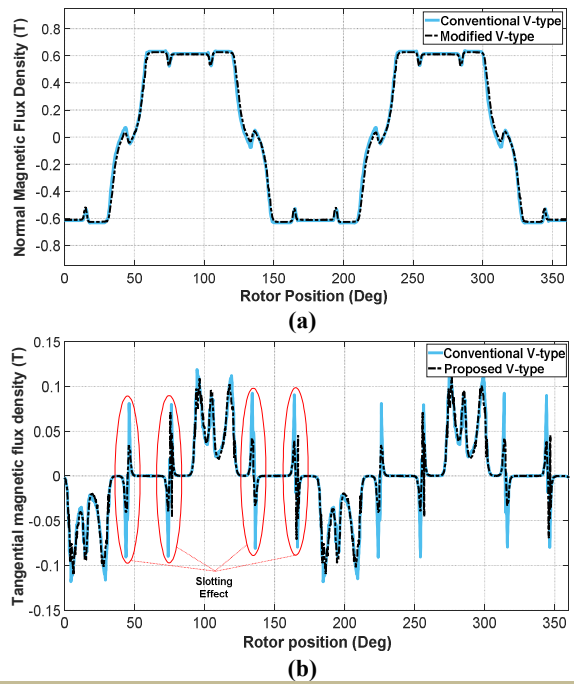 Normal Magnetic Flux Density (T)
0.8
0.6
0.4
0.2
0
-0.2
-0.4
-0.6
-0.8
Conventional V-type
Modified V-type
0 50 100 150 200 250 300 350
Rotor Position (Deg)
(a)
Tangential magnetic flux density (T)
0.15
0.1
0.05
0
-0.05
-0.1
-0.15
Conventional V-type
Proposed V-type
Slotting
Effect
0 50 100 150 200 250 300 350
Rotor position (Deg)
(b)